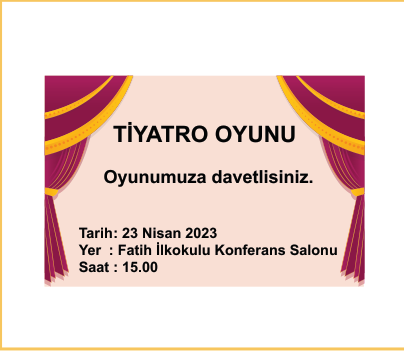 TİYATRO OYUNU
Oyunumuza davetlisiniz.
Tarih: 23 Nisan 2023
Yer : Fatih İlkokulu Konferans Salonu
Saat : 15.00